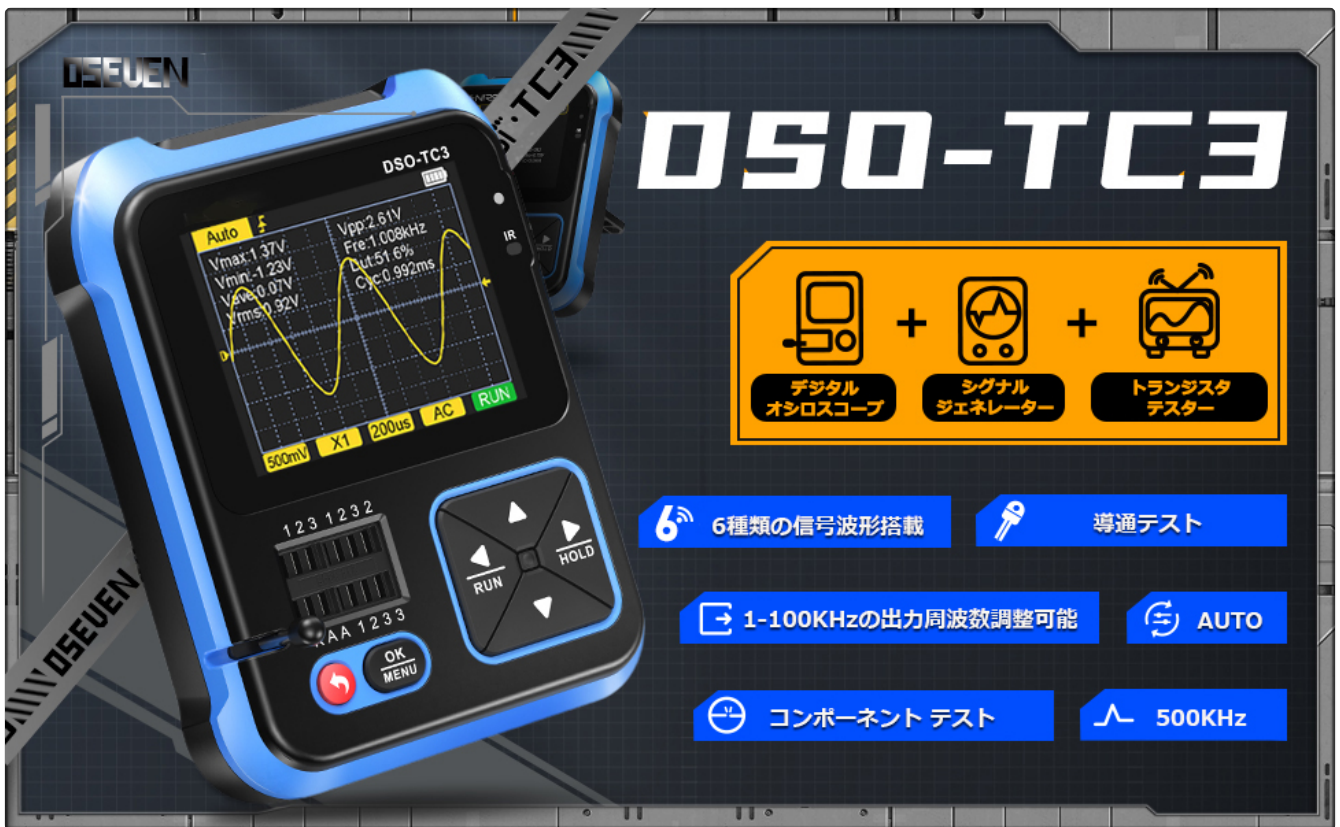 DSEVEN
DSO-TC3
DSO-TC3
IR
Auto
Vmax:1.37V
Vmin:-1.23V
Vave:0.07V
Vrms:0.92V
Vpp:2.61V
Fre:1.008kHz
Dut:51.6%
Cyc:0.992ms
500mV
X1
200us
AC
RUN
デジタル
オシロスコープ
+
シグナル
ジェネレーター
+
トランジスタ
テスター
6種類の信号波形搭載
導通テスト
1-100KHzの出力周波数調整可能
AUTO
コンポーネント テスト
500KHz
123 1232
KAA 1233
RUN
HOLD
OK
MENU
DSEVEN
TC3